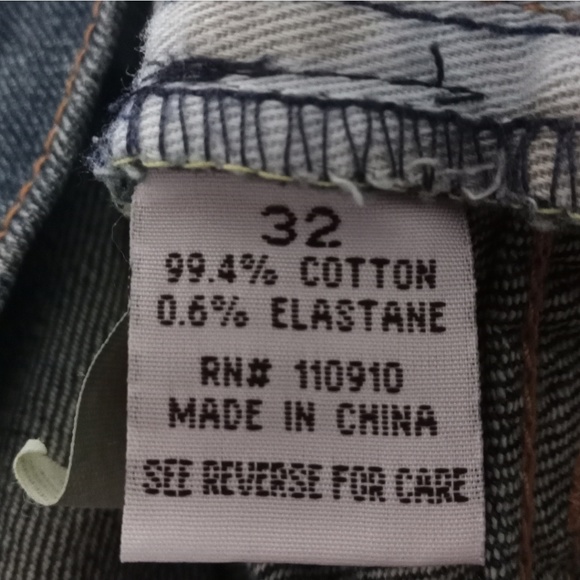 32
99.4% COTTON
0.6% ELASTANE
RN# 110910
MADE IN CHINA
SEE REVERSE FOR CARE